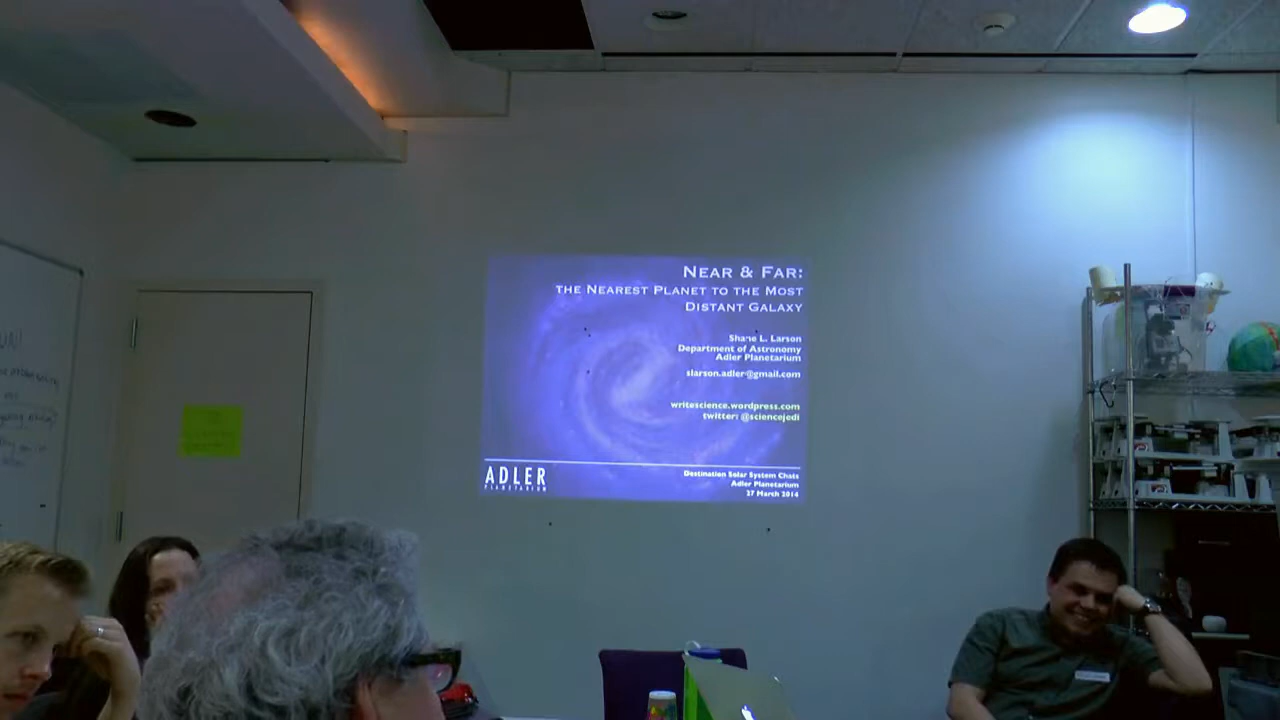 Near & Far:
the Nearest Planet to the Most
Distant Galaxy
Shane L. Larson
Department of Astronomy
Adler Planetarium
slarson.adler@gmail.com
writescience.wordpress.com
twitter: @sciencejedi
ADLER
PLANETARIUM
Destination Solar System Chats
Adler Planetarium
27 March 2014